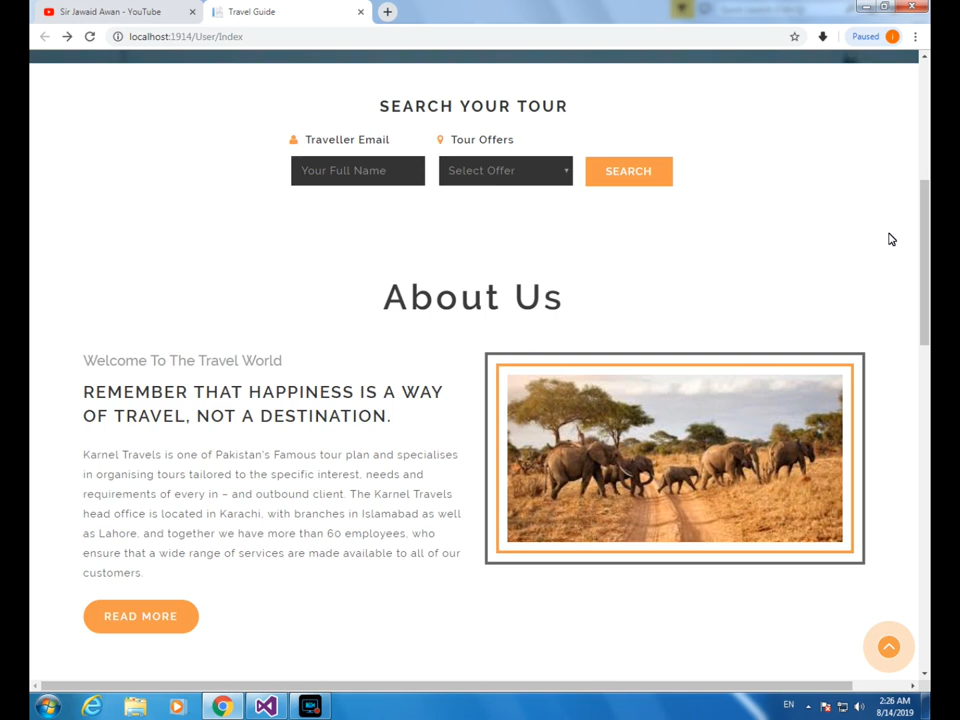 Sir Jawaid Awan - YouTube
Travel Guide
localhost:1914/User/Index
Paused
SEARCH YOUR TOUR
Traveller Email
Tour Offers
Your Full Name
Select Offer
SEARCH
About Us
Welcome To The Travel World
REMEMBER THAT HAPPINESS IS A WAY
OF TRAVEL, NOT A DESTINATION.
Karnel Travels is one of Pakistan's Famous tour plan and specialises
in organising tours tailored to the specific interest, needs and
requirements of every in – and outbound client. The Karnel Travels
head office is located in Karachi, with branches in Islamabad as well
as Lahore, and together we have more than 60 employees, who
ensure that a wide range of services are made available to all of our
customers.
READ MORE
EN
2:26 AM
8/14/2019